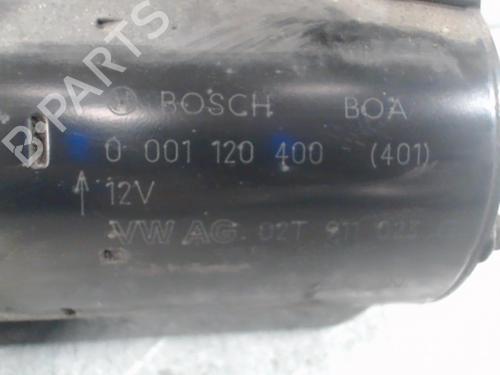 BOSCH BOA
0 001 120 400 (401)
12V
VW AG 02T 911 023
B-PARTS